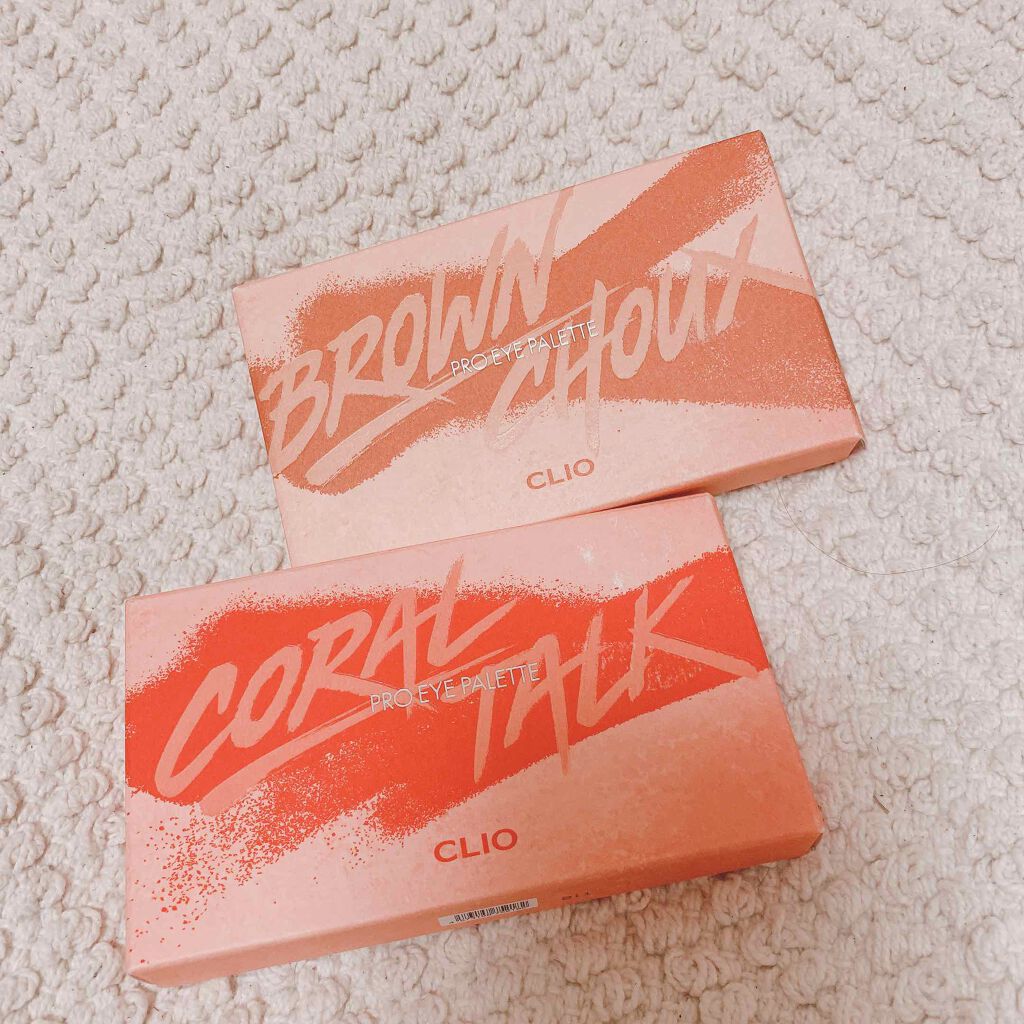 BROWN
CHOUX
PRO EYE PALETTE
CLIO
CORAL
TALK
PRO EYE PALETTE
CLIO